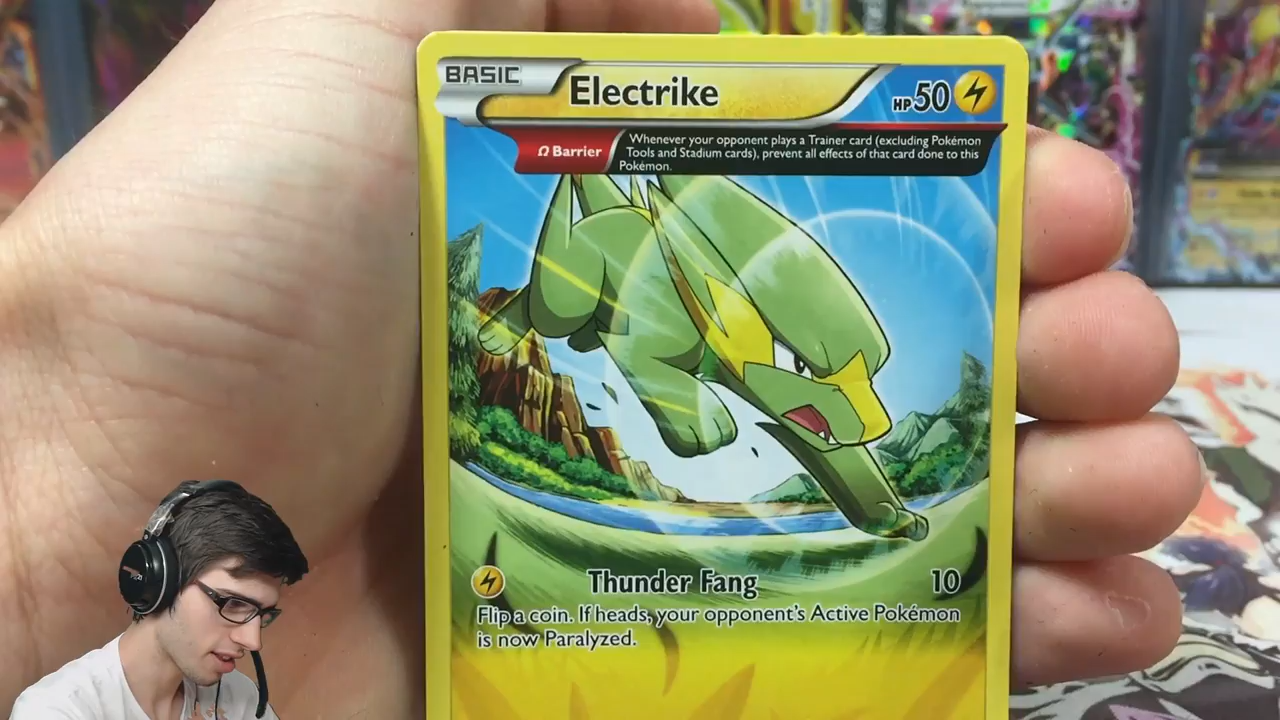 BASIC Electrike HP50
Ω Barrier
Whenever your opponent plays a Trainer card (excluding Pokémon
Tools and Stadium cards), prevent all effects of that card done to this
Pokémon.
Thunder Fang 10
Flip a coin. If heads, your opponent's Active Pokémon
is now Paralyzed.